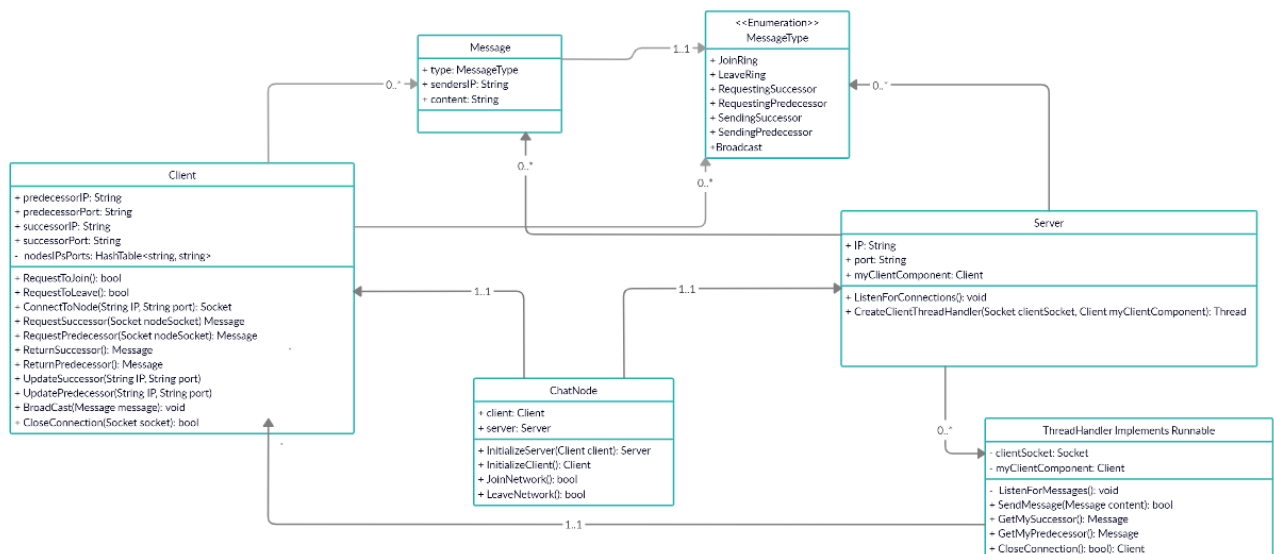 <<Enumeration>>
MessageType
+ JoinRing
+ LeaveRing
+ RequestingSuccessor
+ RequestingPredecessor
+ SendingSuccessor
+ SendingPredecessor
+Broadcast
Message
+ type: MessageType
+ sendersIP: String
+ content: String
1..1
0..*
0..*
0..*
0..*
Client
+ predecessorIP: String
+ predecessorPort: String
+ successorIP: String
+ successorPort: String
- nodesIPsPorts: HashTable<string, string>
+ RequestToJoin(): bool
+ RequestToLeave(): bool
+ ConnectToNode(String IP, String port): Socket
+ RequestSuccessor(Socket nodeSocket) Message
+ RequestPredecessor(Socket nodeSocket): Message
+ ReturnSuccessor(): Message
+ ReturnPredecessor(): Message
+ UpdateSuccessor(String IP, String port)
+ UpdatePredecessor(String IP, String port)
+ BroadCast(Message message): void
+ CloseConnection(Socket socket): bool
Server
+ IP: String
+ port: String
+ myClientComponent: Client
+ ListenForConnections(): void
+ CreateClientThreadHandler(Socket clientSocket, Client myClientComponent): Thread
1..1
1..1
ChatNode
+ client: Client
+ server: Server
+ InitializeServer(Client client): Server
+ InitializeClient(): Client
+ JoinNetwork(): bool
+ LeaveNetwork(): bool
0..*
ThreadHandler Implements Runnable
- clientSocket: Socket
- myClientComponent: Client
- ListenForMessages(): void
+ SendMessage(Message content): bool
+ GetMySuccessor(): Message
+ GetMyPredecessor(): Message
+ CloseConnection(): bool): Client
1..1